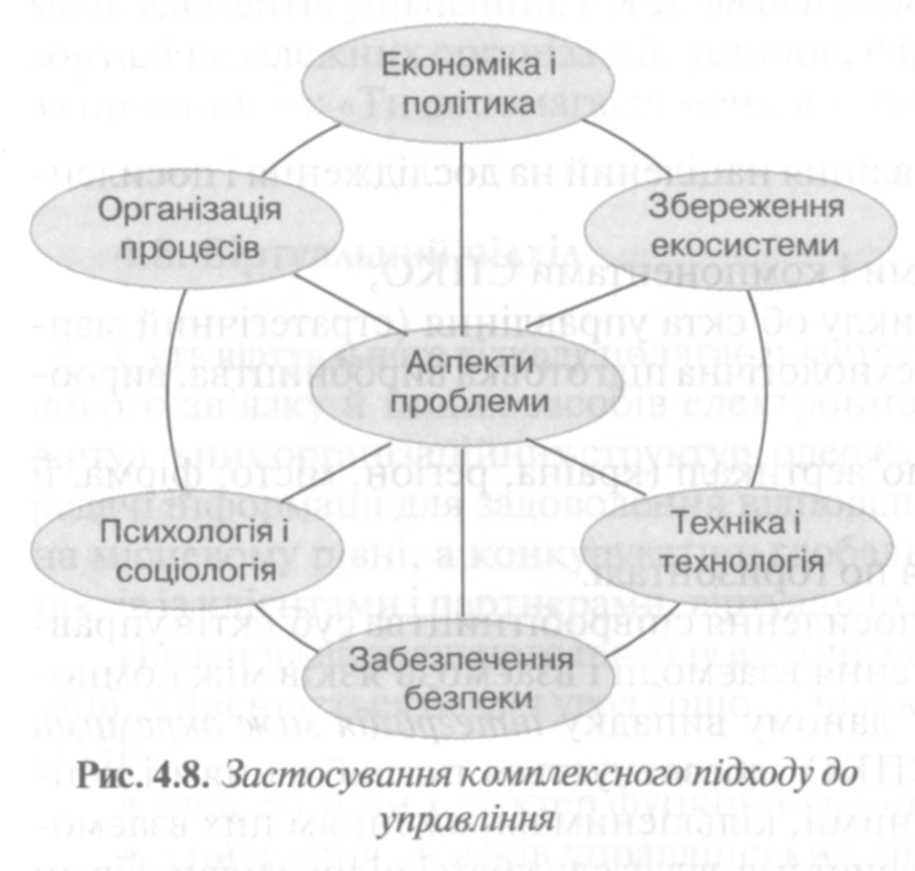 Економіка і
політика
Організація
процесів
Збереження
екосистеми
Аспекти
проблеми
Психологія і
соціологія
Техніка і
технологія
Забезпечення
безпеки
Рис. 4.8. Застосування комплексного підходу до
управління